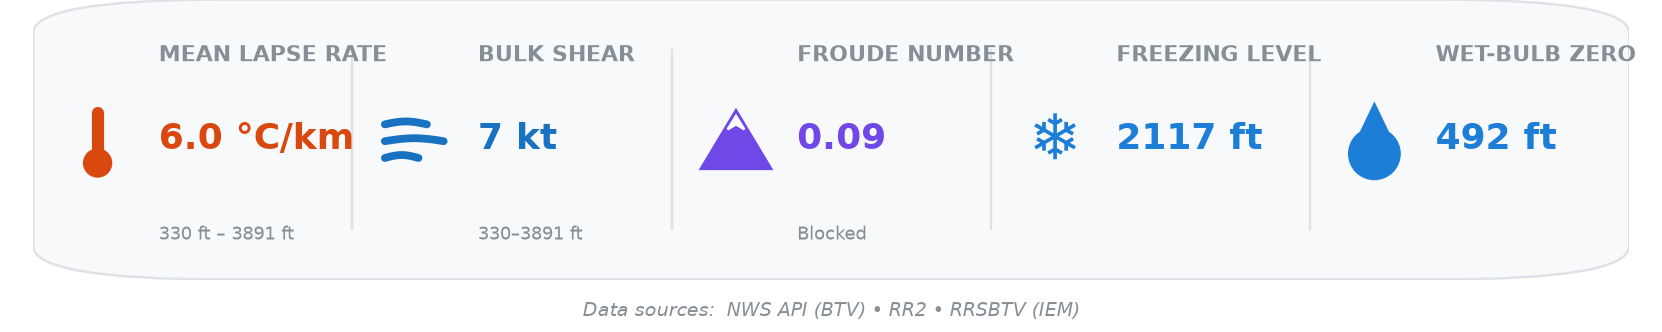 MEAN LAPSE RATE
6.0 °C/km
330 ft – 3891 ft
BULK SHEAR
7 kt
330–3891 ft
FROUDE NUMBER
0.09
Blocked
FREEZING LEVEL
2117 ft
WET-BULB ZERO
492 ft
Data sources:  NWS API (BTV) • RR2 • RRSBTV (IEM)